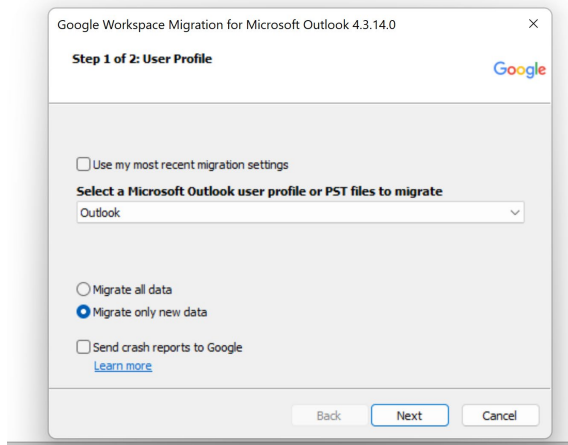 Google Workspace Migration for Microsoft Outlook 4.3.14.0
Step 1 of 2: User Profile
Google
Use my most recent migration settings
Select a Microsoft Outlook user profile or PST files to migrate
Outlook
Migrate all data
Migrate only new data
Send crash reports to Google
Learn more
Back Next Cancel